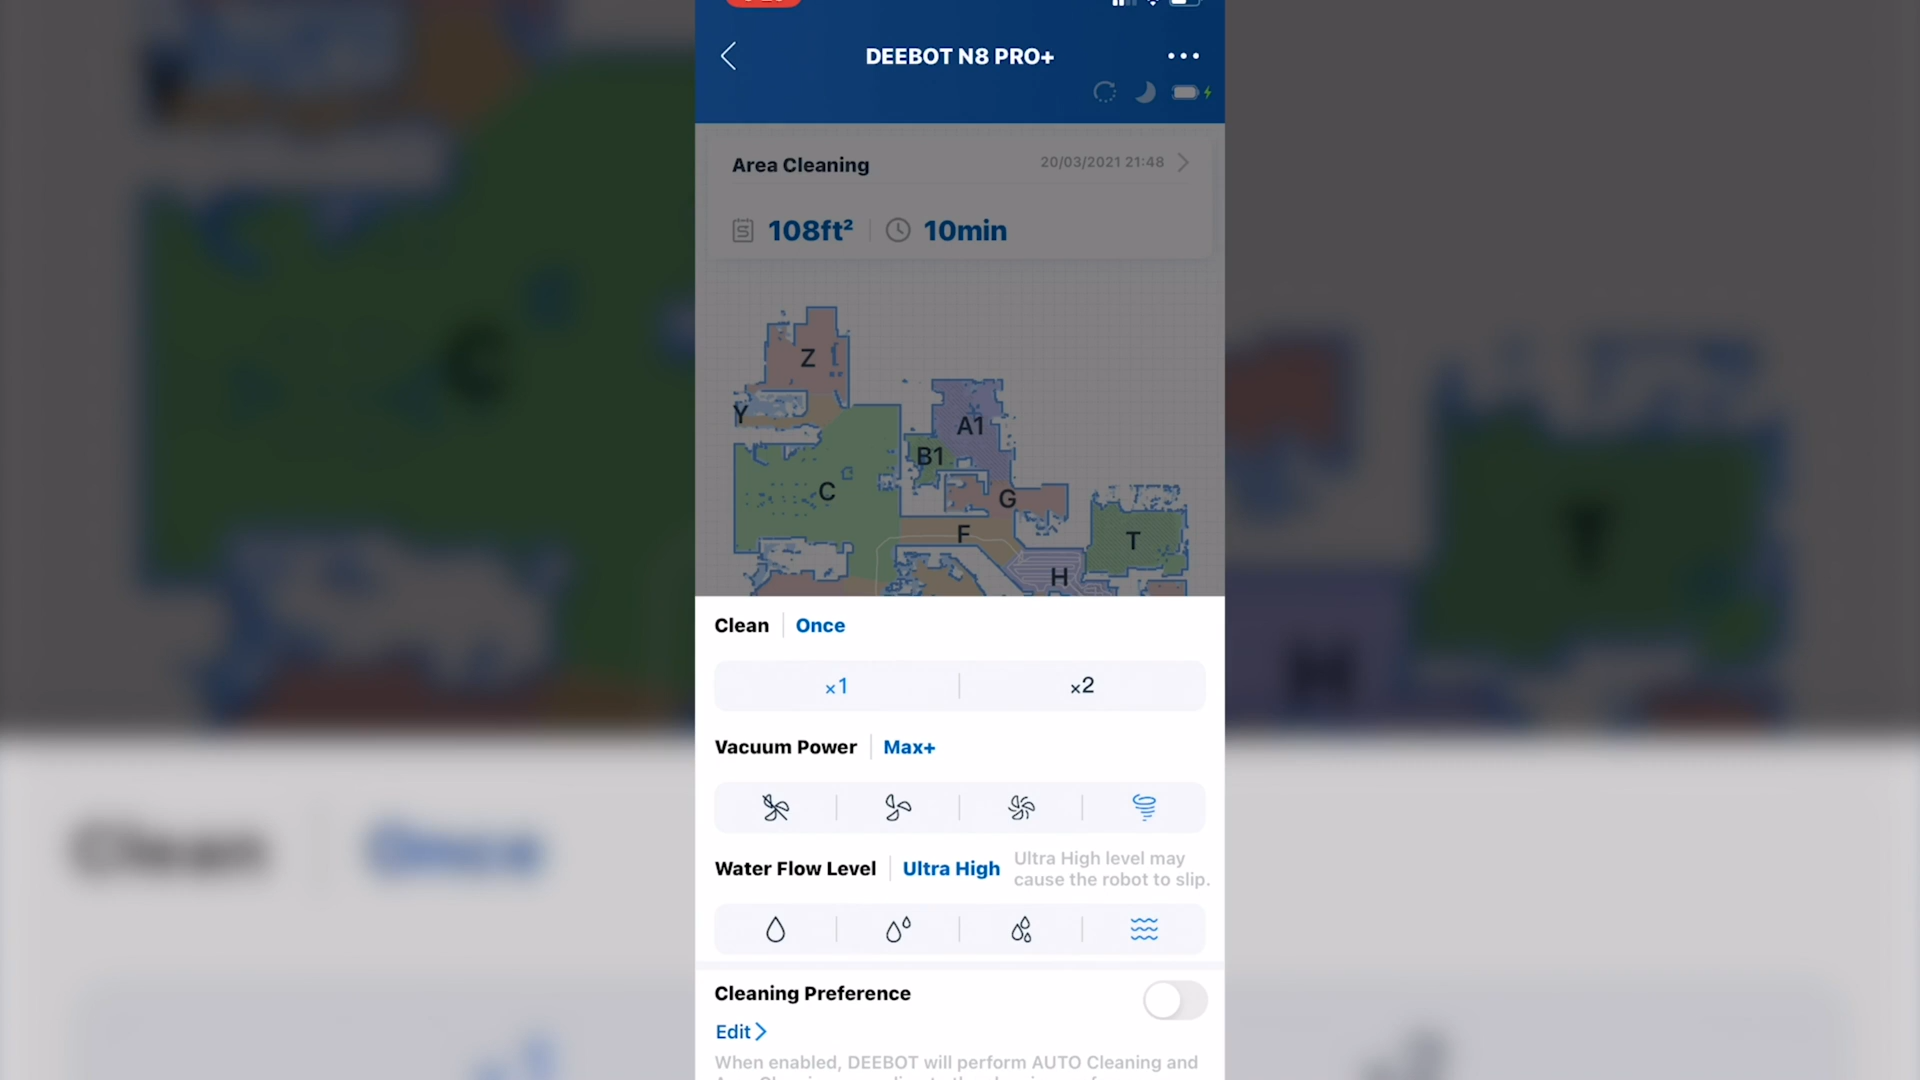 DEEBOT N8 PRO+
Area Cleaning
20/03/2021 21:48
108ft²
10min
Z
Y
A1
B1
C
G
F
T
H
Clean
Once
×1
×2
Vacuum Power
Max+
Water Flow Level
Ultra High
Ultra High level may
cause the robot to slip.
Cleaning Preference
Edit
When enabled, DEEBOT will perform AUTO Cleaning and